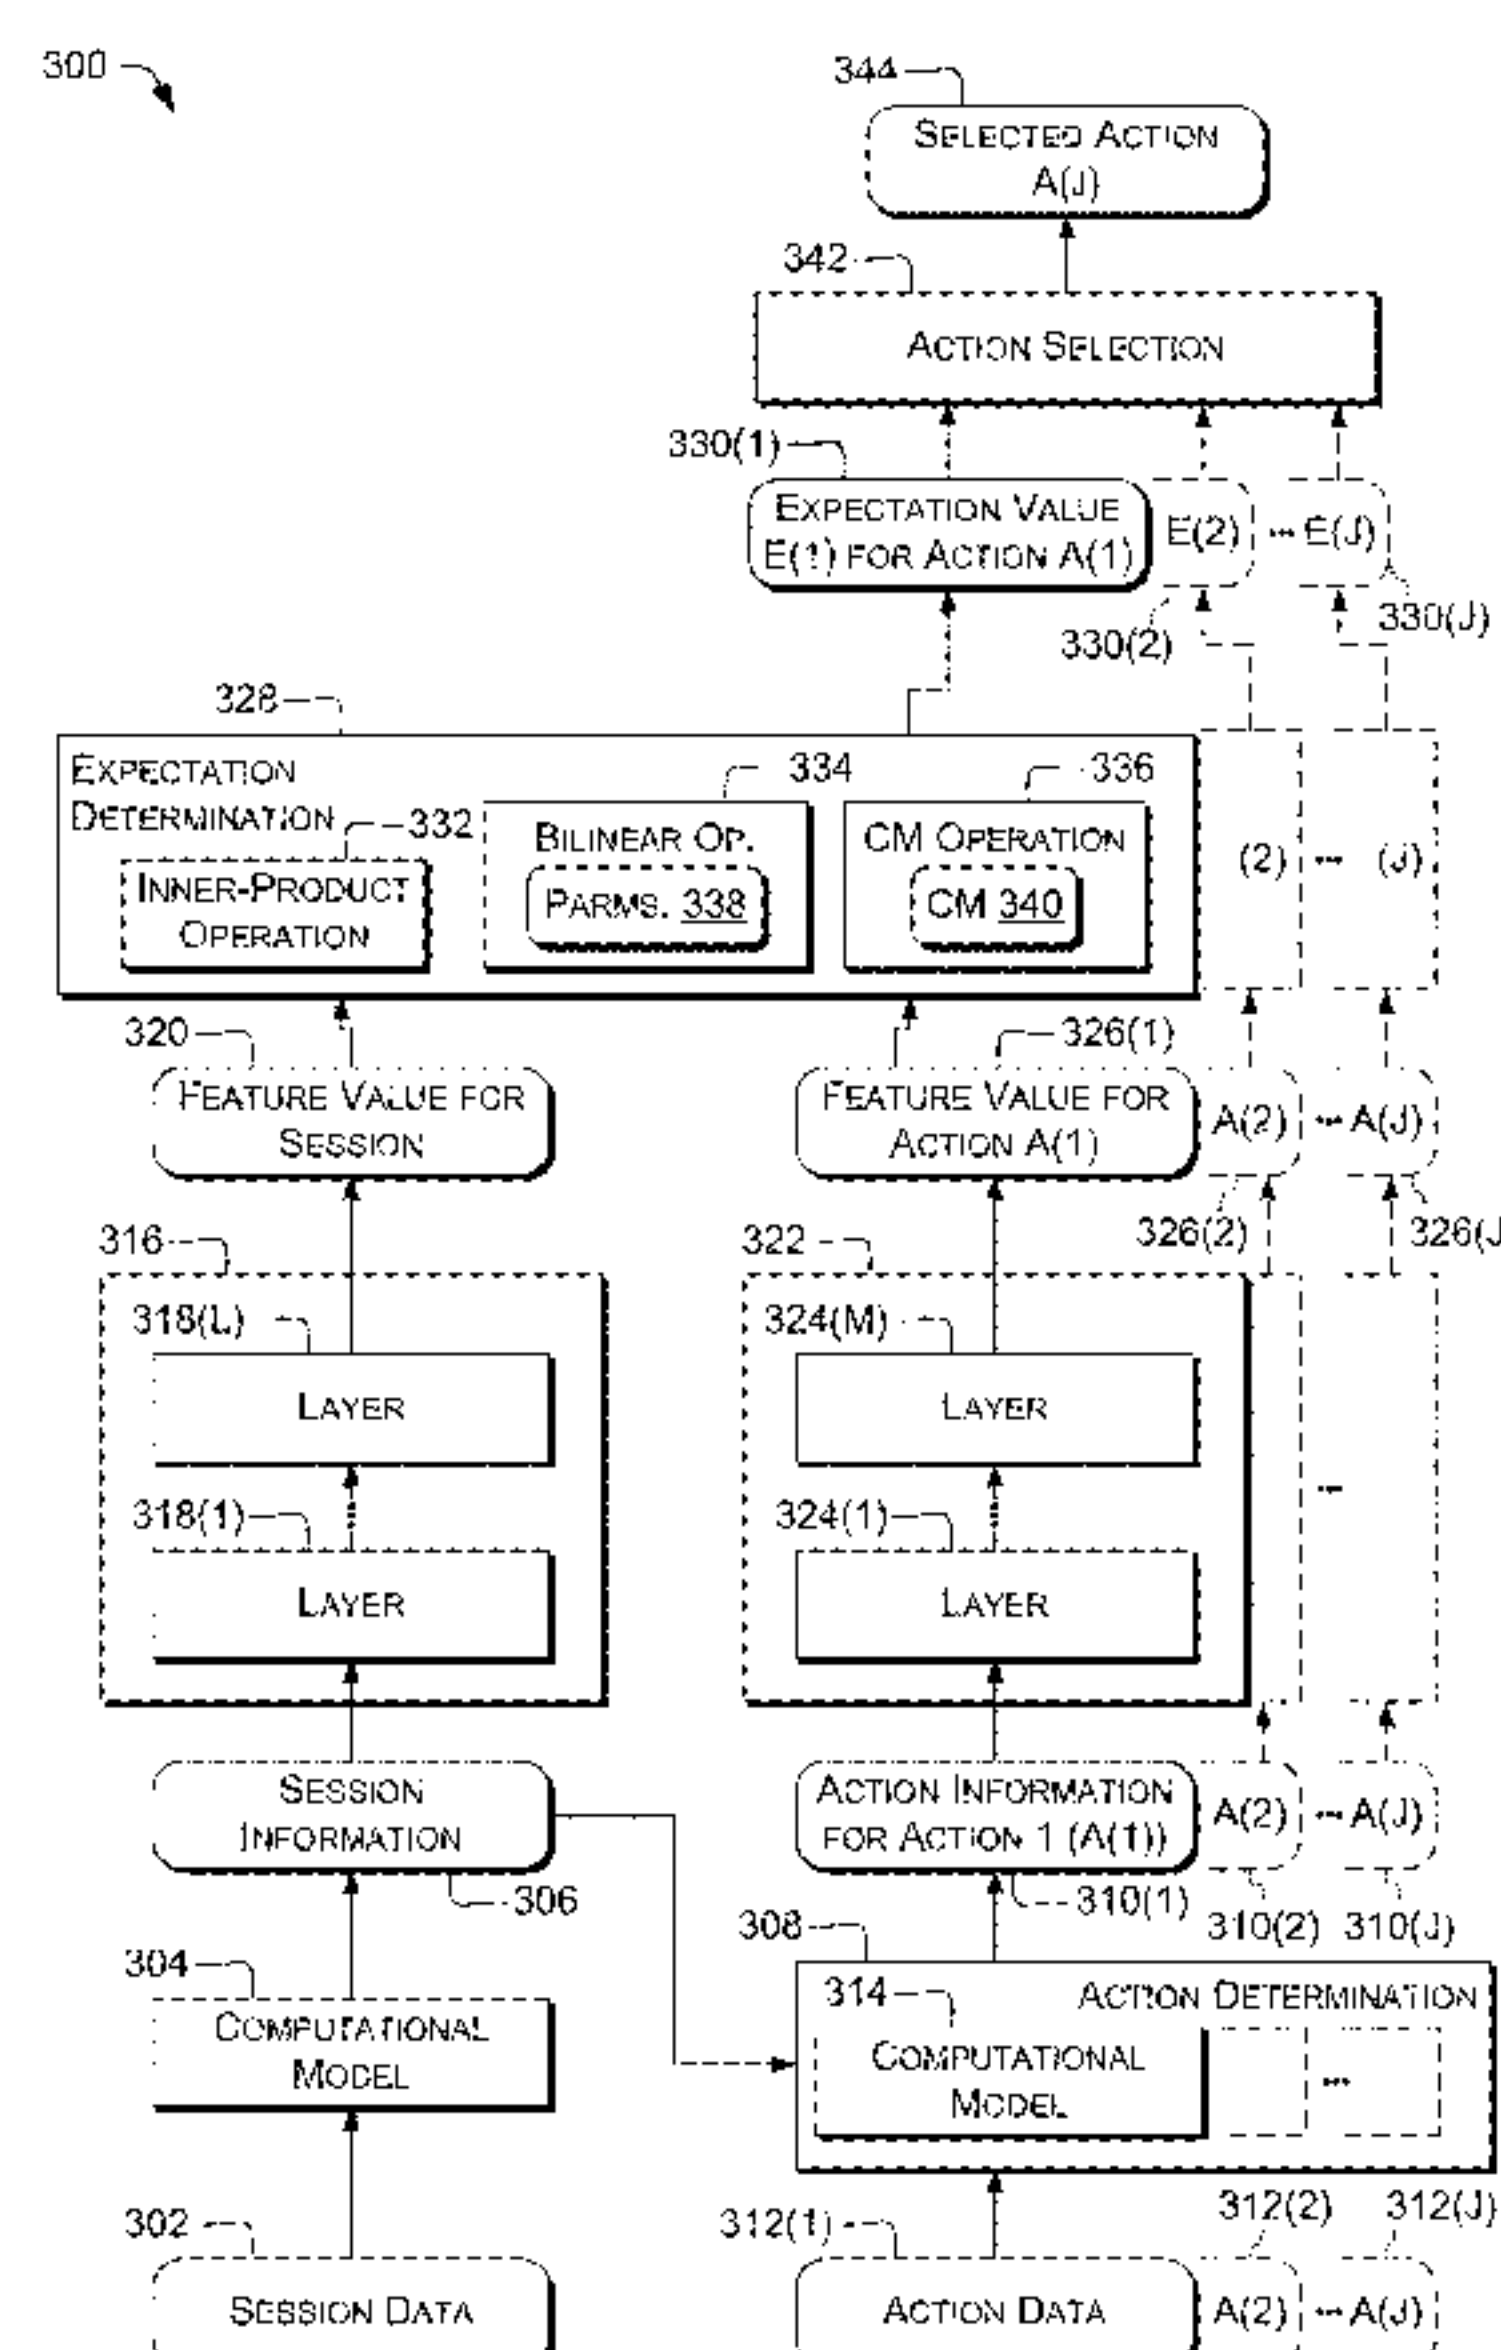 300
344
SELECTED ACTION
A(J)
342
ACTION SELECTION
330(1)
EXPECTATION VALUE
E(1) FOR ACTION A(1)
E(2) ... E(J)
330(2)
330(J)
328
EXPECTATION
DETERMINATION
332
INNER-PRODUCT
OPERATION
334
BILINEAR OP.
PARMS. 338
336
CM OPERATION
CM 340
(2) ... (J)
320
FEATURE VALUE FOR
SESSION
326(1)
FEATURE VALUE FOR
ACTION A(1)
A(2) ... A(J)
326(2)
326(J
316
318(L)
LAYER
318(1)
LAYER
322
324(M)
LAYER
324(1)
LAYER
...
SESSION
INFORMATION
306
ACTION INFORMATION
FOR ACTION 1 (A(1))
A(2) ... A(J)
310(1)
310(2)
310(J)
304
COMPUTATIONAL
MODEL
308
ACTION DETERMINATION
314
COMPUTATIONAL
MODEL
...
302
SESSION DATA
312(1)
ACTION DATA
312(2)
312(J)
A(2) ... A(J)